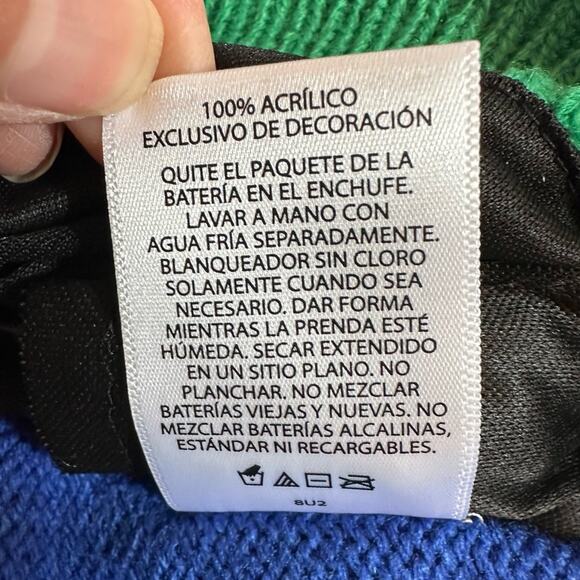 100% ACRÍLICO
EXCLUSIVO DE DECORACIÓN
QUITE EL PAQUETE DE LA
BATERÍA EN EL ENCHUFE.
LAVAR A MANO CON
AGUA FRÍA SEPARADAMENTE.
BLANQUEADOR SIN CLORO
SOLAMENTE CUANDO SEA
NECESARIO. DAR FORMA
MIENTRAS LA PRENDA ESTÉ
HÚMEDA. SECAR EXTENDIDO
EN UN SITIO PLANO. NO
PLANCHAR. NO MEZCLAR
BATERÍAS VIEJAS Y NUEVAS. NO
MEZCLAR BATERÍAS ALCALINAS,
ESTÁNDAR NI RECARGABLES.
8U2